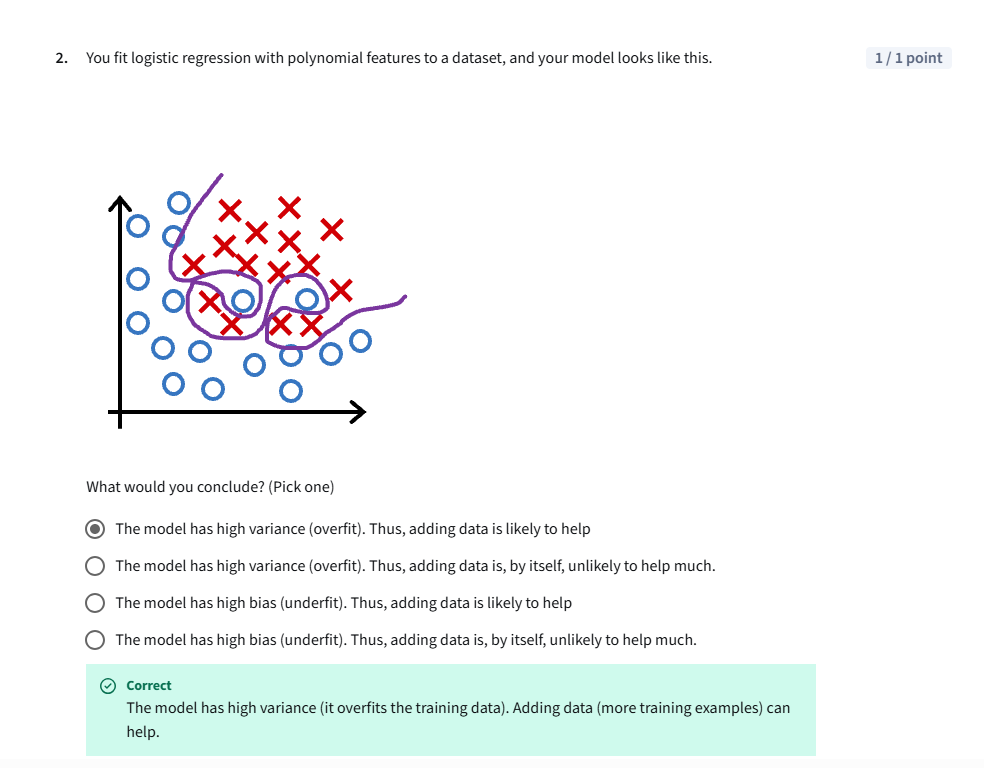 2. You fit logistic regression with polynomial features to a dataset, and your model looks like this. 1 / 1 point
What would you conclude? (Pick one)
The model has high variance (overfit). Thus, adding data is likely to help
The model has high variance (overfit). Thus, adding data is, by itself, unlikely to help much.
The model has high bias (underfit). Thus, adding data is likely to help
The model has high bias (underfit). Thus, adding data is, by itself, unlikely to help much.
Correct
The model has high variance (it overfits the training data). Adding data (more training examples) can
help.